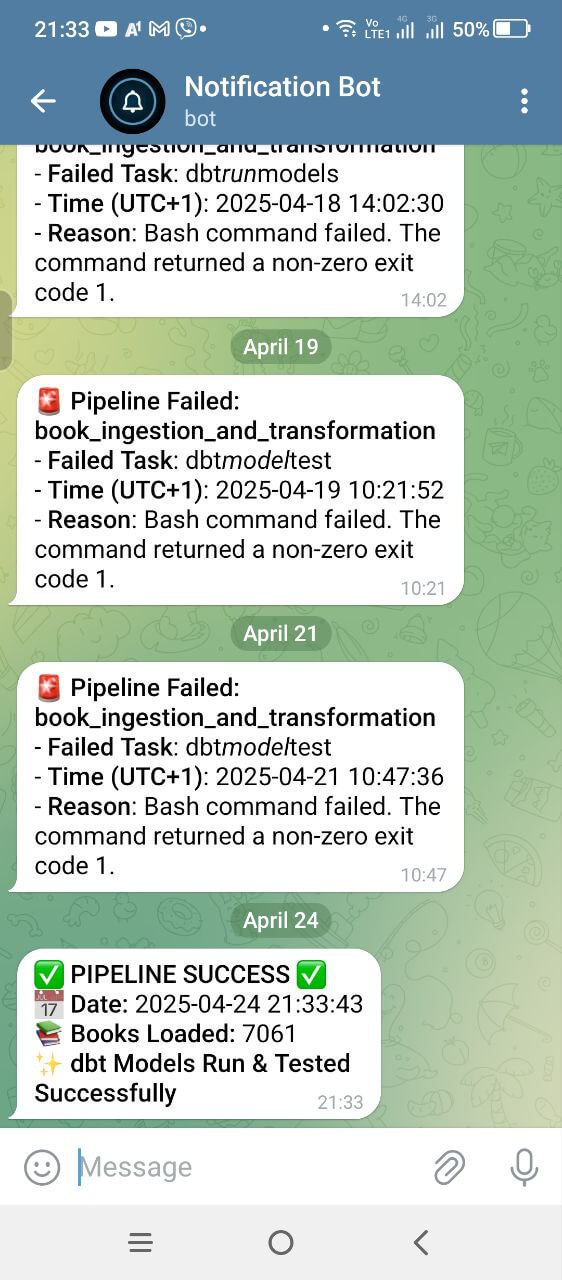 21:33
Vo
LTE1
4G
3G
50%
Notification Bot
bot
book_ingestion_and_transformation
- Failed Task: dbtrunmodels
- Time (UTC+1): 2025-04-18 14:02:30
- Reason: Bash command failed. The
command returned a non-zero exit
code 1.
14:02
April 19
Pipeline Failed:
book_ingestion_and_transformation
- Failed Task: dbtmodeltest
- Time (UTC+1): 2025-04-19 10:21:52
- Reason: Bash command failed. The
command returned a non-zero exit
code 1.
10:21
April 21
Pipeline Failed:
book_ingestion_and_transformation
- Failed Task: dbtmodeltest
- Time (UTC+1): 2025-04-21 10:47:36
- Reason: Bash command failed. The
command returned a non-zero exit
code 1.
10:47
April 24
✅ PIPELINE SUCCESS ✅
📅 Date: 2025-04-24 21:33:43
📚 Books Loaded: 7061
✨ dbt Models Run & Tested
Successfully
21:33
Message